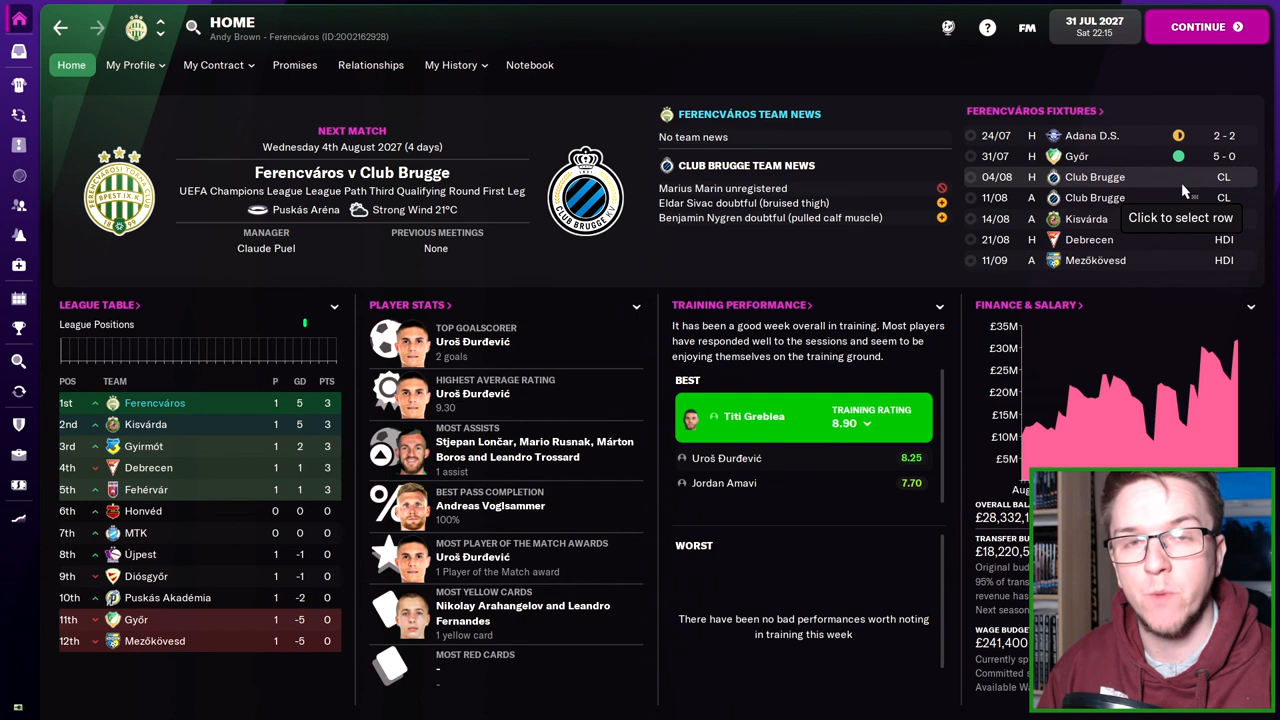 HOME
Andy Brown - Ferencváros (ID:2002162928)
FM
31 JUL 2027
Sat 22:15
CONTINUE
Home
My Profile
My Contract
Promises
Relationships
My History
Notebook
NEXT MATCH
Wednesday 4th August 2027 (4 days)
Ferencváros v Club Brugge
UEFA Champions League League Path Third Qualifying Round First Leg
Puskás Aréna
Strong Wind 21°C
MANAGER
Claude Puel
PREVIOUS MEETINGS
None
FERENCVÁROS TEAM NEWS
No team news
CLUB BRUGGE TEAM NEWS
Marius Marin unregistered
Eldar Sivac doubtful (bruised thigh)
Benjamin Nygren doubtful (pulled calf muscle)
FERENCVÁROS FIXTURES >
24/07 H Adana D.S. 2 - 2
31/07 H Győr 5 - 0
04/08 H Club Brugge CL
11/08 A Club Brugge CL
14/08 A Kisvárda
21/08 H Debrecen HDI
11/09 A Mezőkövesd HDI
Click to select row
LEAGUE TABLE >
League Positions
POS TEAM P GD PTS
1st Ferencváros 1 5 3
2nd Kisvárda 1 5 3
3rd Gyirmót 1 2 3
4th Debrecen 1 1 3
5th Fehérvár 1 1 3
6th Honvéd 0 0 0
7th MTK 0 0 0
8th Újpest 1 -1 0
9th Diósgyőr 1 -1 0
10th Puskás Akadémia 1 -2 0
11th Győr 1 -5 0
12th Mezőkövesd 1 -5 0
PLAYER STATS >
TOP GOALSCORER
Uroš Đurđević
2 goals
HIGHEST AVERAGE RATING
Uroš Đurđević
9.30
MOST ASSISTS
Stjepan Lončar, Mario Rusnak, Márton
Boros and Leandro Trossard
1 assist
BEST PASS COMPLETION
Andreas Voglsammer
100%
MOST PLAYER OF THE MATCH AWARDS
Uroš Đurđević
1 Player of the Match award
MOST YELLOW CARDS
Nikolay Arahangelov and Leandro
Fernandes
1 yellow card
MOST RED CARDS
-
-
TRAINING PERFORMANCE >
It has been a good week overall in training. Most players
have responded well to the sessions and seem to be
enjoying themselves on the training ground.
BEST
Titi Greblea
TRAINING RATING
8.90
Uroš Đurđević 8.25
Jordan Amavi 7.70
WORST
There have been no bad performances worth noting
in training this week
FINANCE & SALARY >
£35M
£30M
£25M
£20M
£15M
£10M
£5M
OVERALL
£28,332,1
TRANSFER
£18,220,5
Original
95% of
revenue
Next
WAGE
£241,400
Currently
Committed
Available